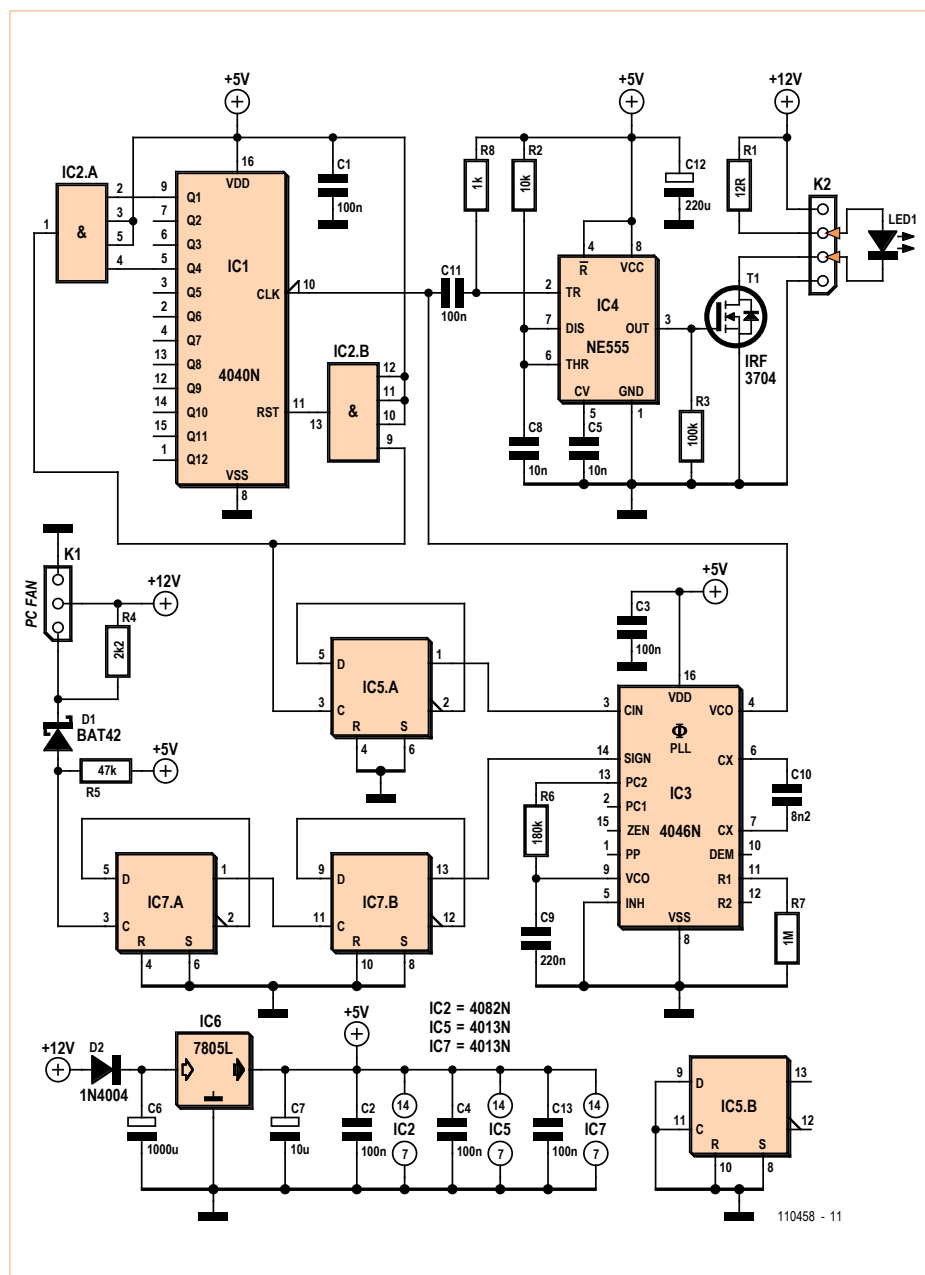 +5V
IC2.A
2
3
5
4
1
&
16
VDD
C1
100n
9
Q1
7
Q2
6
Q3
5
Q4
3
Q5
2
Q6
4
Q7
13
Q8
12
Q9
14
Q10
15
Q11
1
Q12
IC1
4040N
CLK
10
RST
11
VSS
8
IC2.B
12
11
10
9
13
&
+5V
+12V
R8
1k
R2
10k
C12
220u
R1
12R
K2
LED1
C11
100n
4
8
R
VCC
2
TR
IC4
7
DIS
OUT
3
NE555
6
THR
CV
GND
5
1
T1
IRF
3704
R3
100k
C8
10n
C5
10n
K1
PC FAN
+12V
R4
2k2
D1
BAT42
+5V
47k
R5
5
D
1
IC5.A
3
C
2
R
S
4
6
+5V
C3
100n
16
VDD
3
CIN
VCO
4
Φ
PLL
14
SIGN
CX
6
13
PC2
IC3
2
PC1
C10
8n2
15
ZEN
4046N
CX
7
1
PP
DEM
10
9
VCO
R1
11
5
INH
R2
12
VSS
8
R6
180k
C9
220n
R7
1M
5
D
1
IC7.A
3
C
2
R
S
4
6
9
D
13
IC7.B
11
C
12
R
S
10
8
IC2 = 4082N
IC5 = 4013N
IC7 = 4013N
+12V
D2
1N4004
IC6
7805L
+5V
C6
1000u
C7
10u
C2
100n
14
IC2
7
C4
100n
14
IC5
7
C13
100n
14
IC7
7
9
D
13
IC5.B
11
C
12
R
S
10
8
110458 - 11